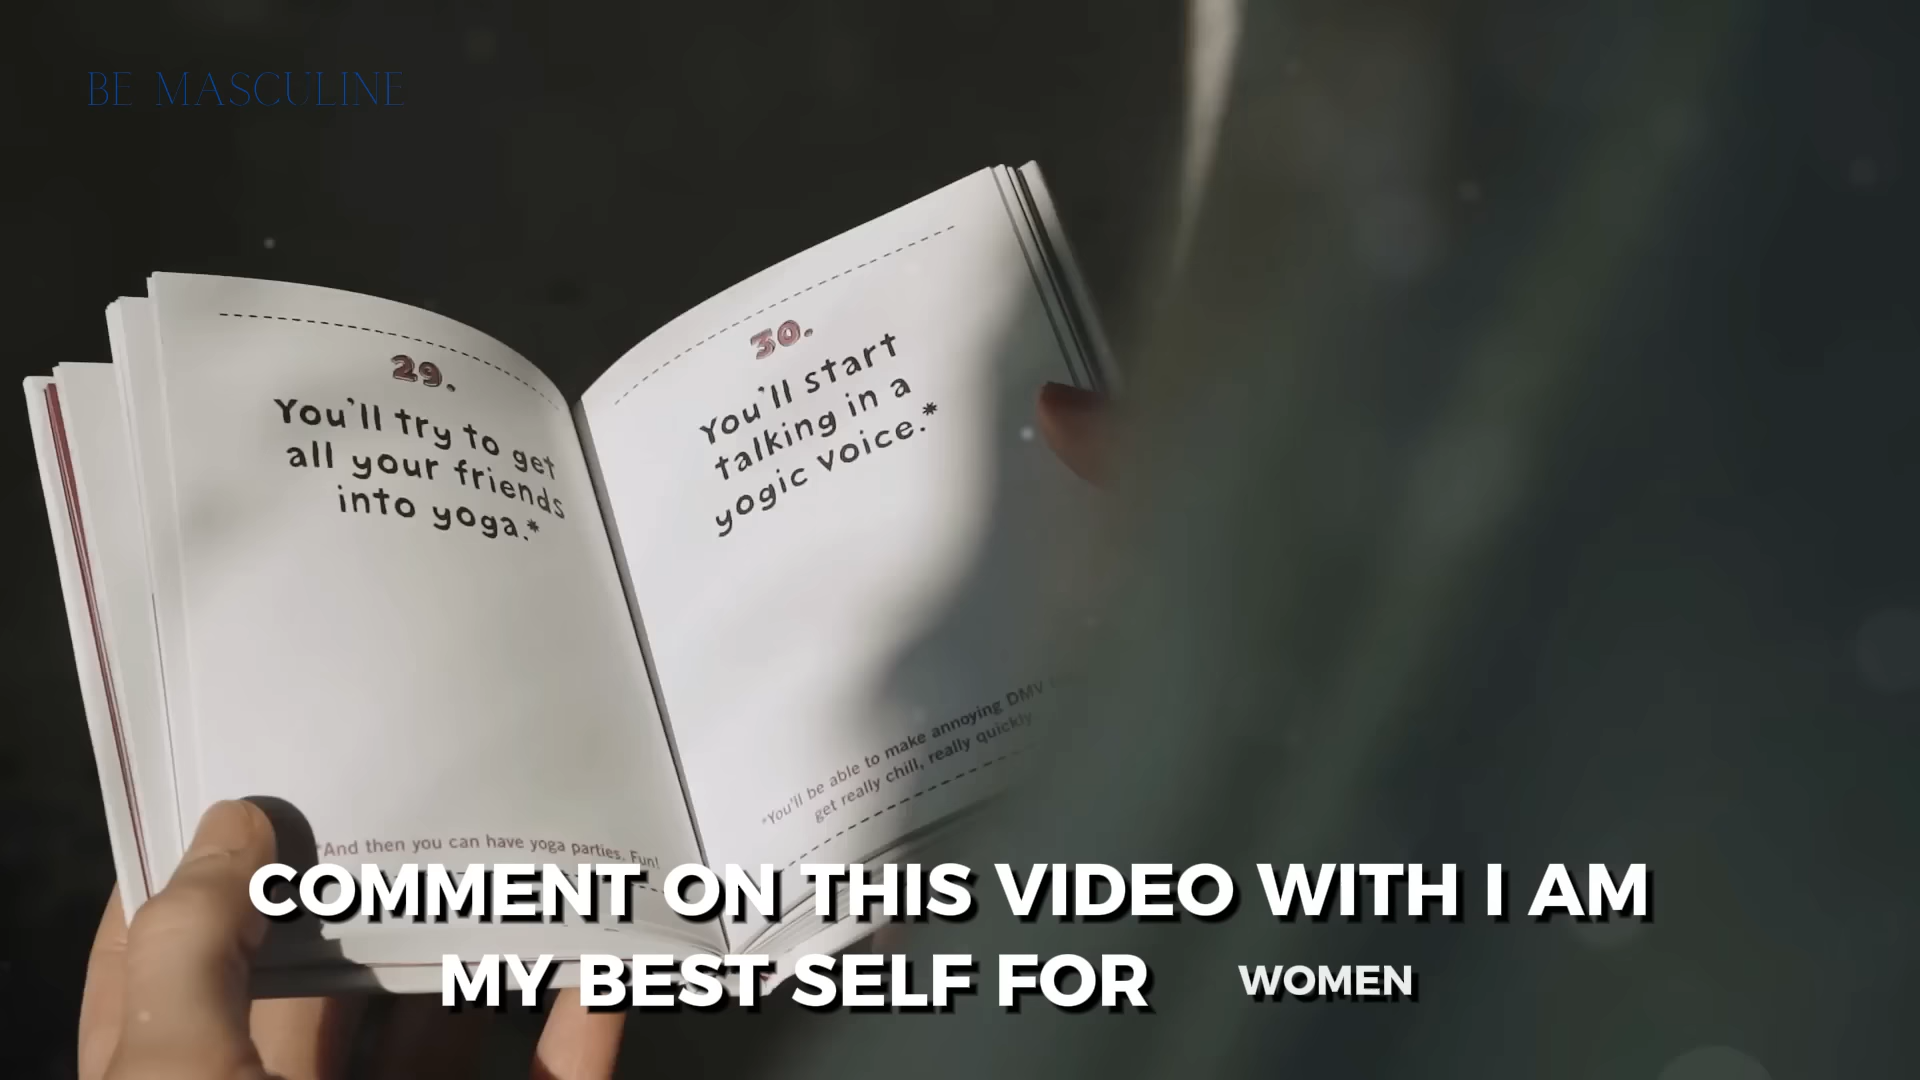 BE MASCULINE
29.
You'll try to get
all your friends
into yoga.*
*And then you can have yoga parties. Fun!
30.
You'll start
talking in a
yogic voice.*
*You'll be able to make annoying DMV
get really chill, really quickly.
COMMENT ON THIS VIDEO WITH I AM
MY BEST SELF FOR WOMEN